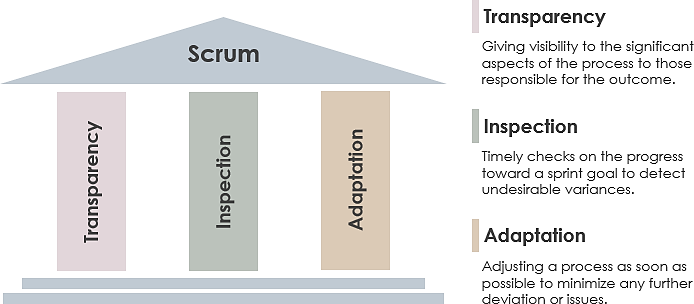 Scrum
Transparency
Inspection
Adaptation
Transparency
Giving visibility to the significant
aspects of the process to those
responsible for the outcome.
Inspection
Timely checks on the progress
toward a sprint goal to detect
undesirable variances.
Adaptation
Adjusting a process as soon as
possible to minimize any further
deviation or issues.